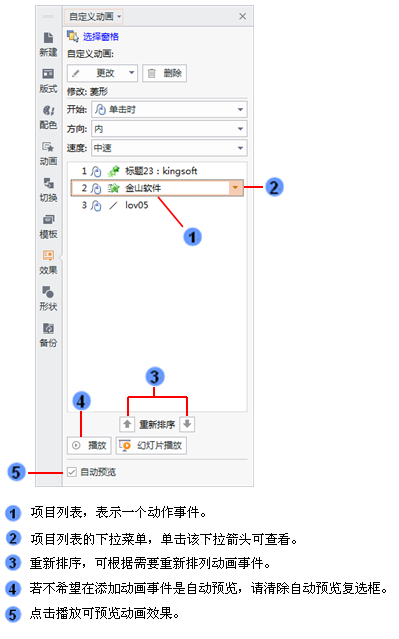 自定义动画
选择窗格
自定义动画:
更改
删除
修改: 菱形
开始: 单击时
方向: 内
速度: 中速
1 标题23：kingsoft
2 金山软件
3 lov05
新建
版式
配色
动画
切换
模板
效果
形状
备份
重新排序
播放
幻灯片播放
自动预览
1
2
3
4
5
1 项目列表，表示一个动作事件。
2 项目列表的下拉菜单，单击该下拉箭头可查看。
3 重新排序，可根据需要重新排列动画事件。
4 若不希望在添加动画事件是自动预览，请清除自动预览复选框。
5 点击播放可预览动画效果。